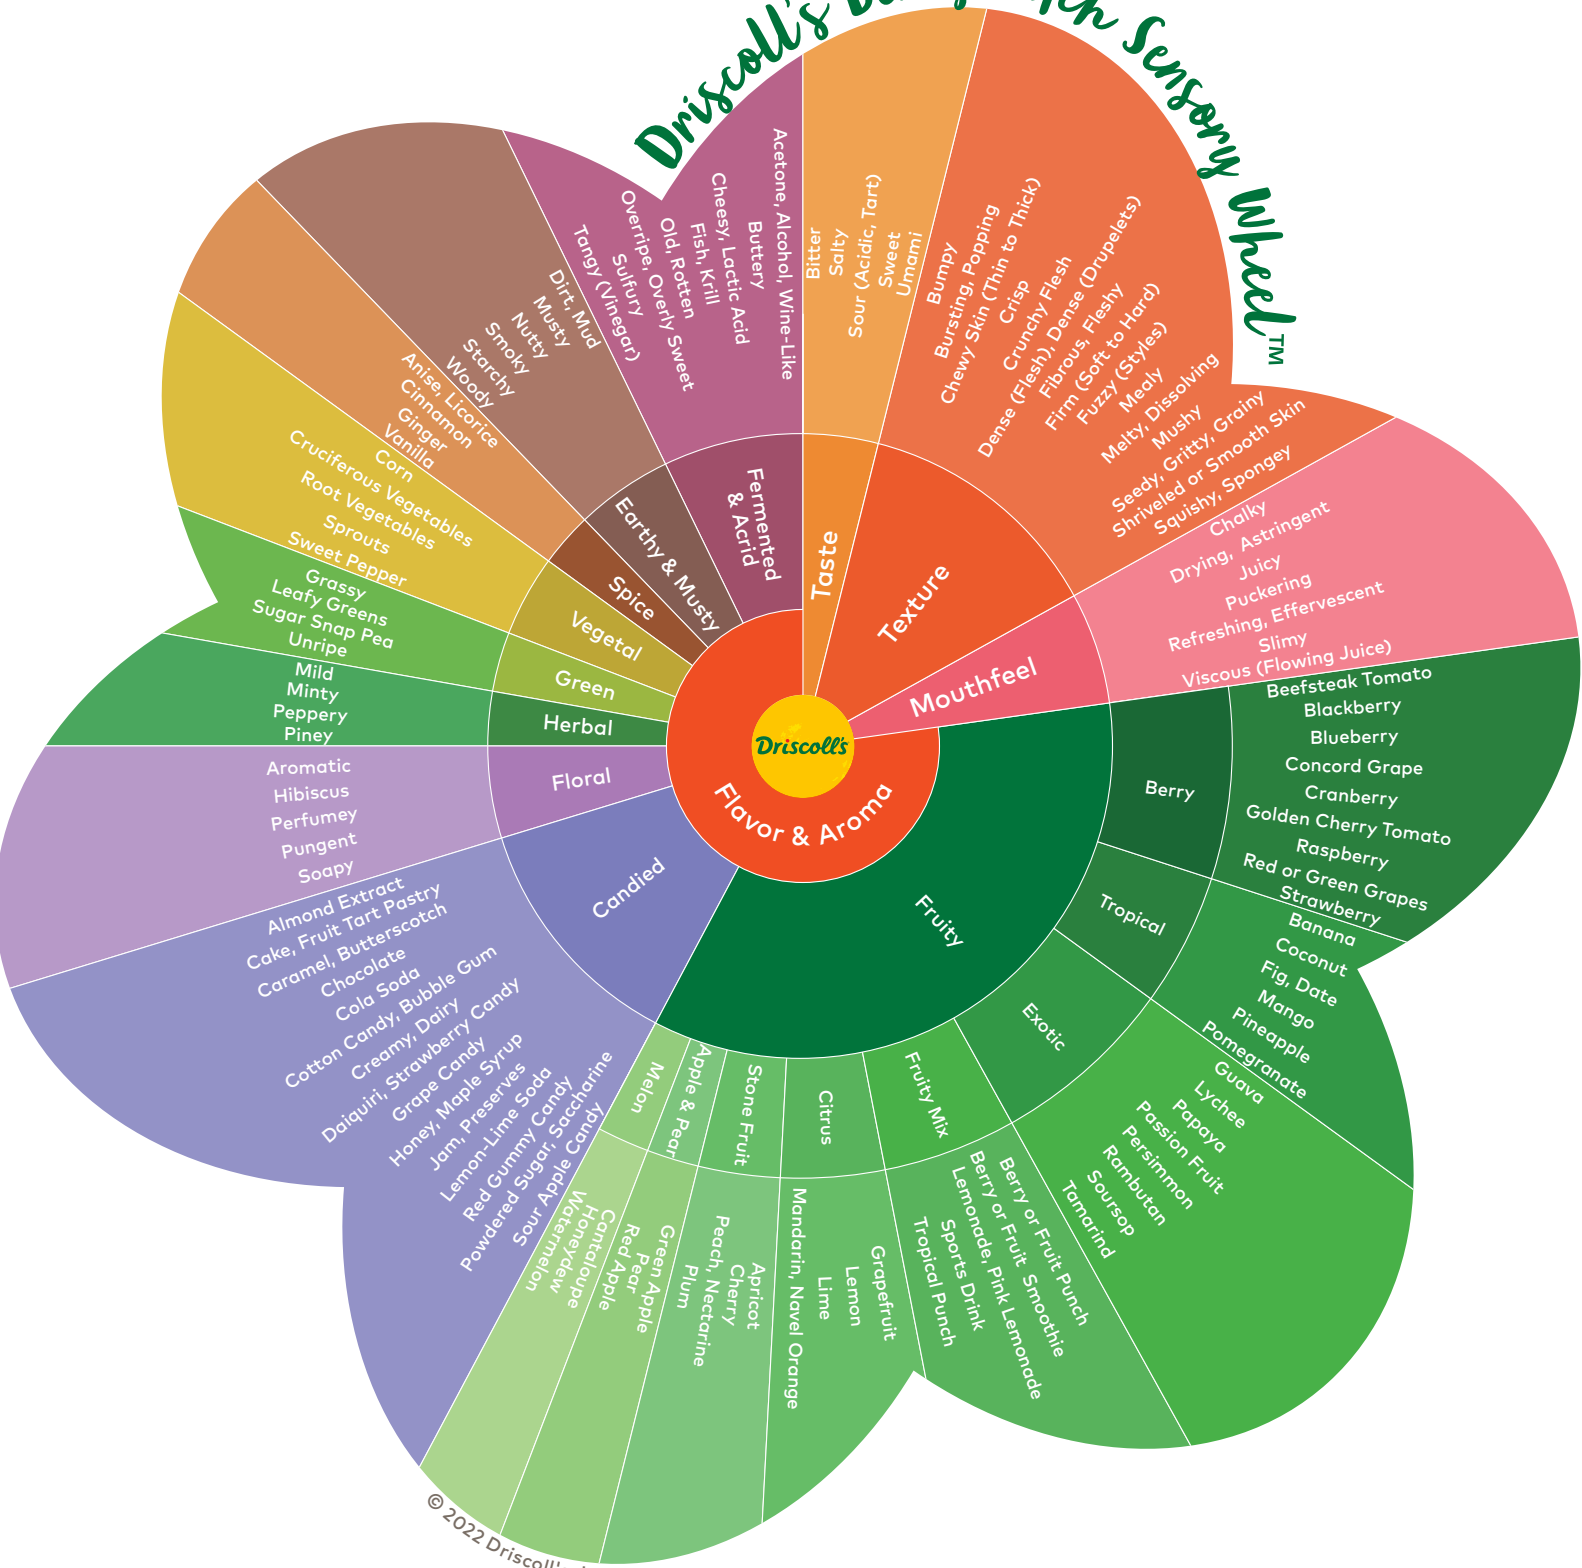 Driscoll's
Sensory Wheel™
Driscoll's
Taste
Bitter
Salty
Sour (Acidic, Tart)
Sweet
Umami
Texture
Bumpy
Bursting, Popping
Chewy Skin (Thin to Thick)
Crisp
Crunchy Flesh
Dense (Flesh), Dense (Drupelets)
Fibrous, Fleshy
Firm (Soft to Hard)
Fuzzy (Styles)
Mealy
Melty, Dissolving
Mushy
Seedy, Gritty, Grainy
Shriveled or Smooth Skin
Squishy, Spongey
Mouthfeel
Chalky
Drying, Astringent
Juicy
Puckering
Refreshing, Effervescent
Slimy
Viscous (Flowing Juice)
Flavor & Aroma
Fruity
Berry
Beefsteak Tomato
Blackberry
Blueberry
Concord Grape
Cranberry
Golden Cherry Tomato
Raspberry
Red or Green Grapes
Strawberry
Tropical
Banana
Coconut
Fig, Date
Mango
Pineapple
Pomegranate
Exotic
Guava
Lychee
Papaya
Passion Fruit
Persimmon
Rambutan
Soursop
Tamarind
Fruity Mix
Berry or Fruit Punch
Berry or Fruit Smoothie
Lemonade, Pink Lemonade
Sports Drink
Tropical Punch
Citrus
Grapefruit
Lemon
Lime
Mandarin, Navel Orange
Stone Fruit
Apricot
Cherry
Peach, Nectarine
Plum
Apple & Pear
Green Apple
Pear
Red Apple
Melon
Cantaloupe
Honeydew
Watermelon
Candied
Almond Extract
Cake, Fruit Tart Pastry
Caramel, Butterscotch
Chocolate
Cola Soda
Cotton Candy, Bubble Gum
Creamy, Dairy
Daiquiri, Strawberry Candy
Grape Candy
Honey, Maple Syrup
Jam, Preserves
Lemon-Lime Soda
Red Gummy Candy
Powdered Sugar, Saccharine
Sour Apple Candy
Floral
Aromatic
Hibiscus
Perfumey
Pungent
Soapy
Herbal
Mild
Minty
Peppery
Piney
Green
Grassy
Leafy Greens
Sugar Snap Pea
Unripe
Vegetal
Corn
Cruciferous Vegetables
Root Vegetables
Sprouts
Sweet Pepper
Spice
Anise, Licorice
Cinnamon
Ginger
Vanilla
Earthy & Musty
Dirt, Mud
Musty
Nutty
Smoky
Starchy
Woody
Fermented
& Acrid
Acetone, Alcohol, Wine-Like
Buttery
Cheesy, Lactic Acid
Fish, Krill
Old, Rotten
Overripe, Overly Sweet
Sulfury
Tangy (Vinegar)
© 2022 Driscoll's